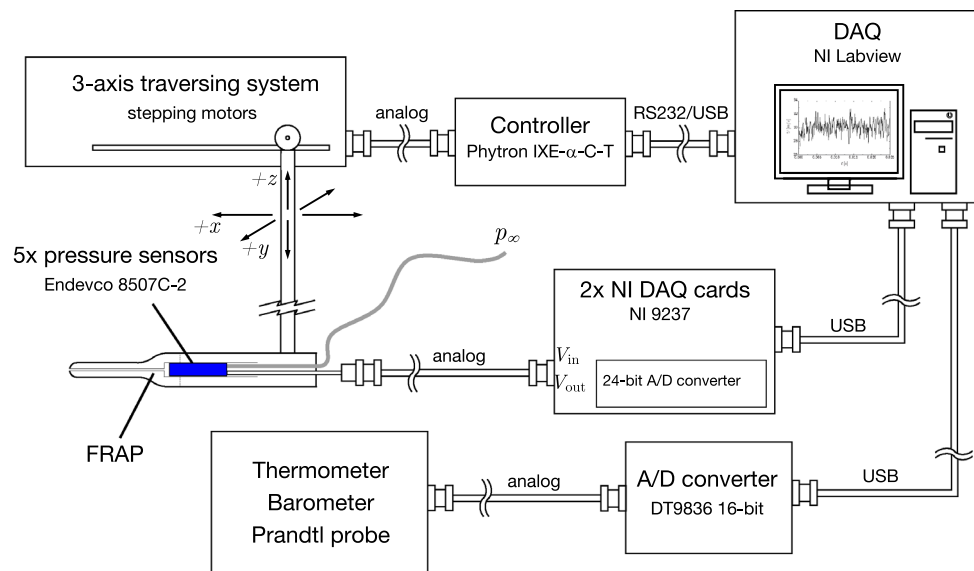 DAQ
NI Labview
3-axis traversing system
stepping motors
analog
Controller
Phytron IXE-α-C-T
RS232/USB
+z
+x
+y
p∞
5x pressure sensors
Endevco 8507C-2
2x NI DAQ cards
NI 9237
USB
analog
Vin
Vout
24-bit A/D converter
FRAP
Thermometer
Barometer
Prandtl probe
analog
A/D converter
DT9836 16-bit
USB